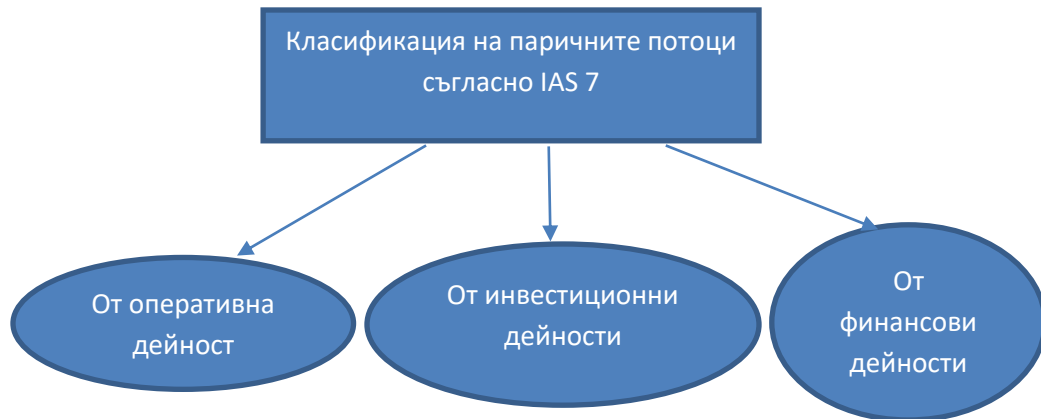 Класификация на паричните потоци
съгласно IAS 7
От оперативна
дейност
От инвестиционни
дейности
От
финансови
дейности